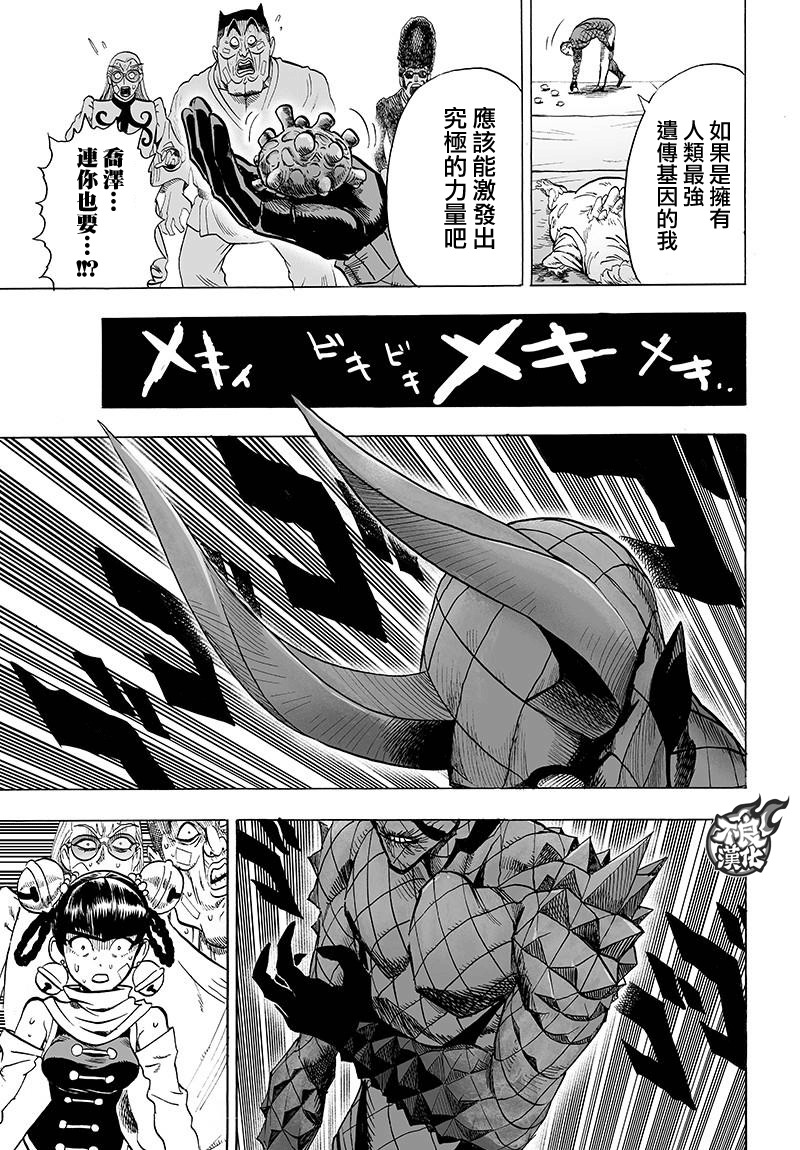 如果是擁有
人類最強
遺傳基因的我
應該能激發出
究極的力量吧
喬澤…
連你也要…!!?
メキ..
メキ
ビキ
ビキ
メキィ
漢化